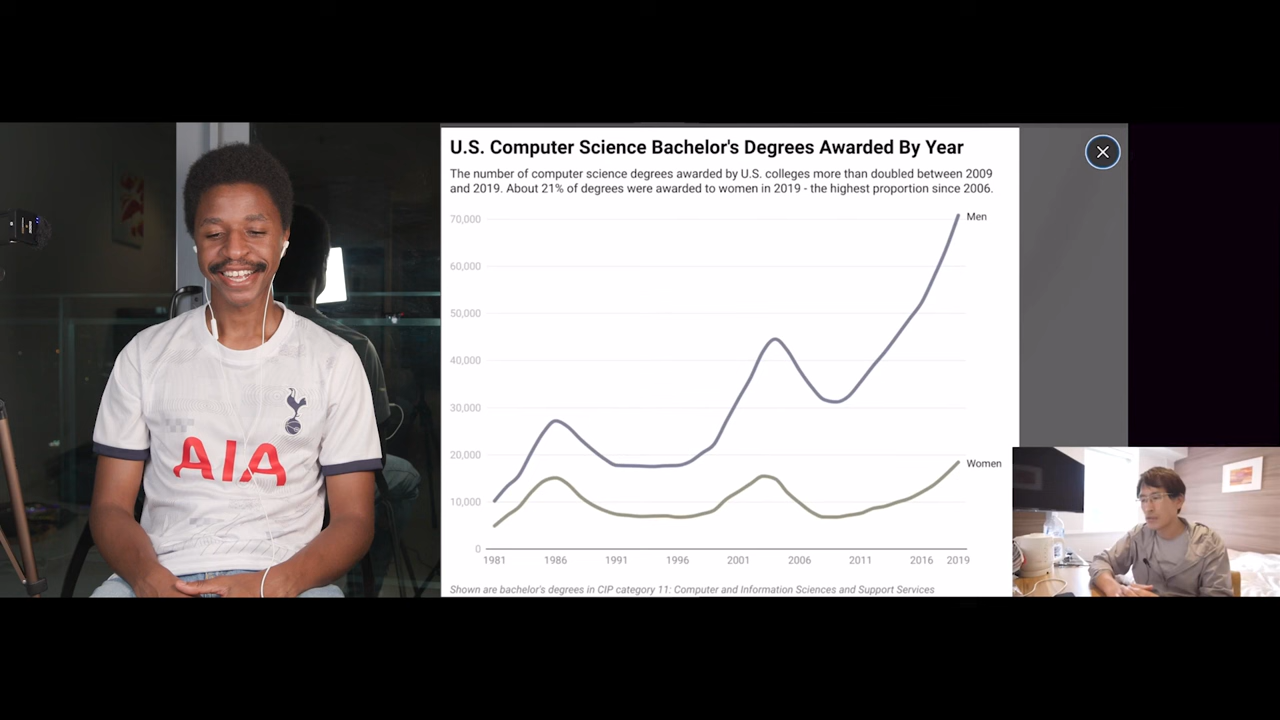 U.S. Computer Science Bachelor's Degrees Awarded By Year
The number of computer science degrees awarded by U.S. colleges more than doubled between 2009
and 2019. About 21% of degrees were awarded to women in 2019 - the highest proportion since 2006.
70,000
Men
60,000
50,000
40,000
30,000
20,000
Women
10,000
0
1981 1986 1991 1996 2001 2006 2011 2016 2019
Shown are bachelor's degrees in CIP category 11: Computer and Information Sciences and Support Services
AIA